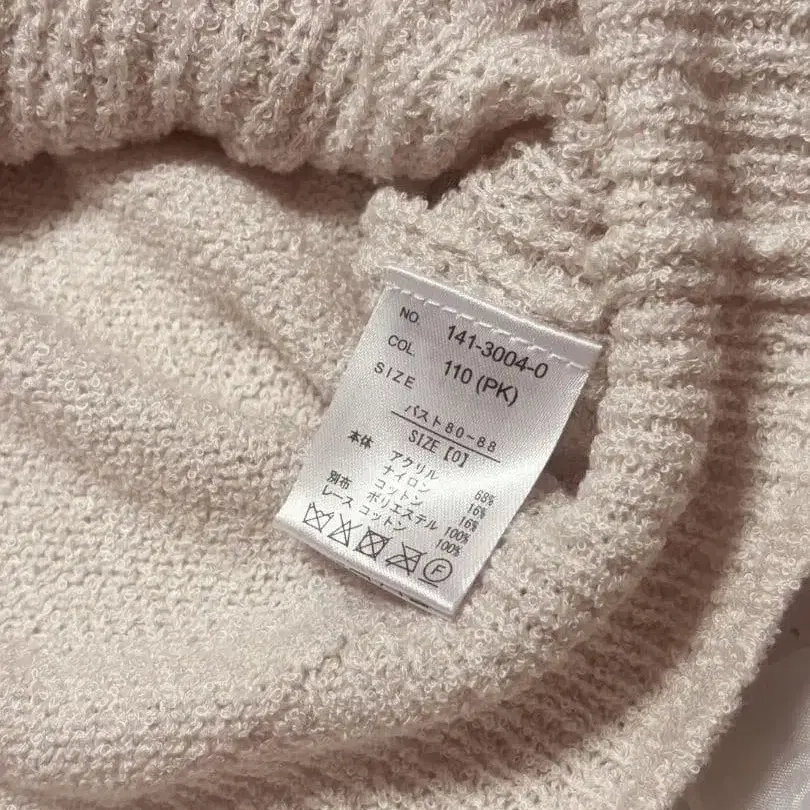 NO. 141-3004-0
COL 110 (PK)
SIZE
バスト80~88
SIZE【0】
本体 アクリル 68%
ナイロン 16%
コットン 16%
別布 ポリエステル 100%
レース コットン 100%
F